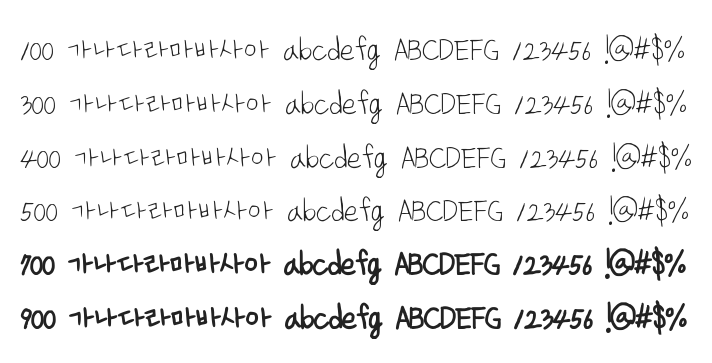 100 가나다라마바사아 abcdefg ABCDEFG 123456 !@#$%
300 가나다라마바사아 abcdefg ABCDEFG 123456 !@#$%
400 가나다라마바사아 abcdefg ABCDEFG 123456 !@#$%
500 가나다라마바사아 abcdefg ABCDEFG 123456 !@#$%
700 가나다라마바사아 abcdefg ABCDEFG 123456 !@#$%
900 가나다라마바사아 abcdefg ABCDEFG 123456 !@#$%